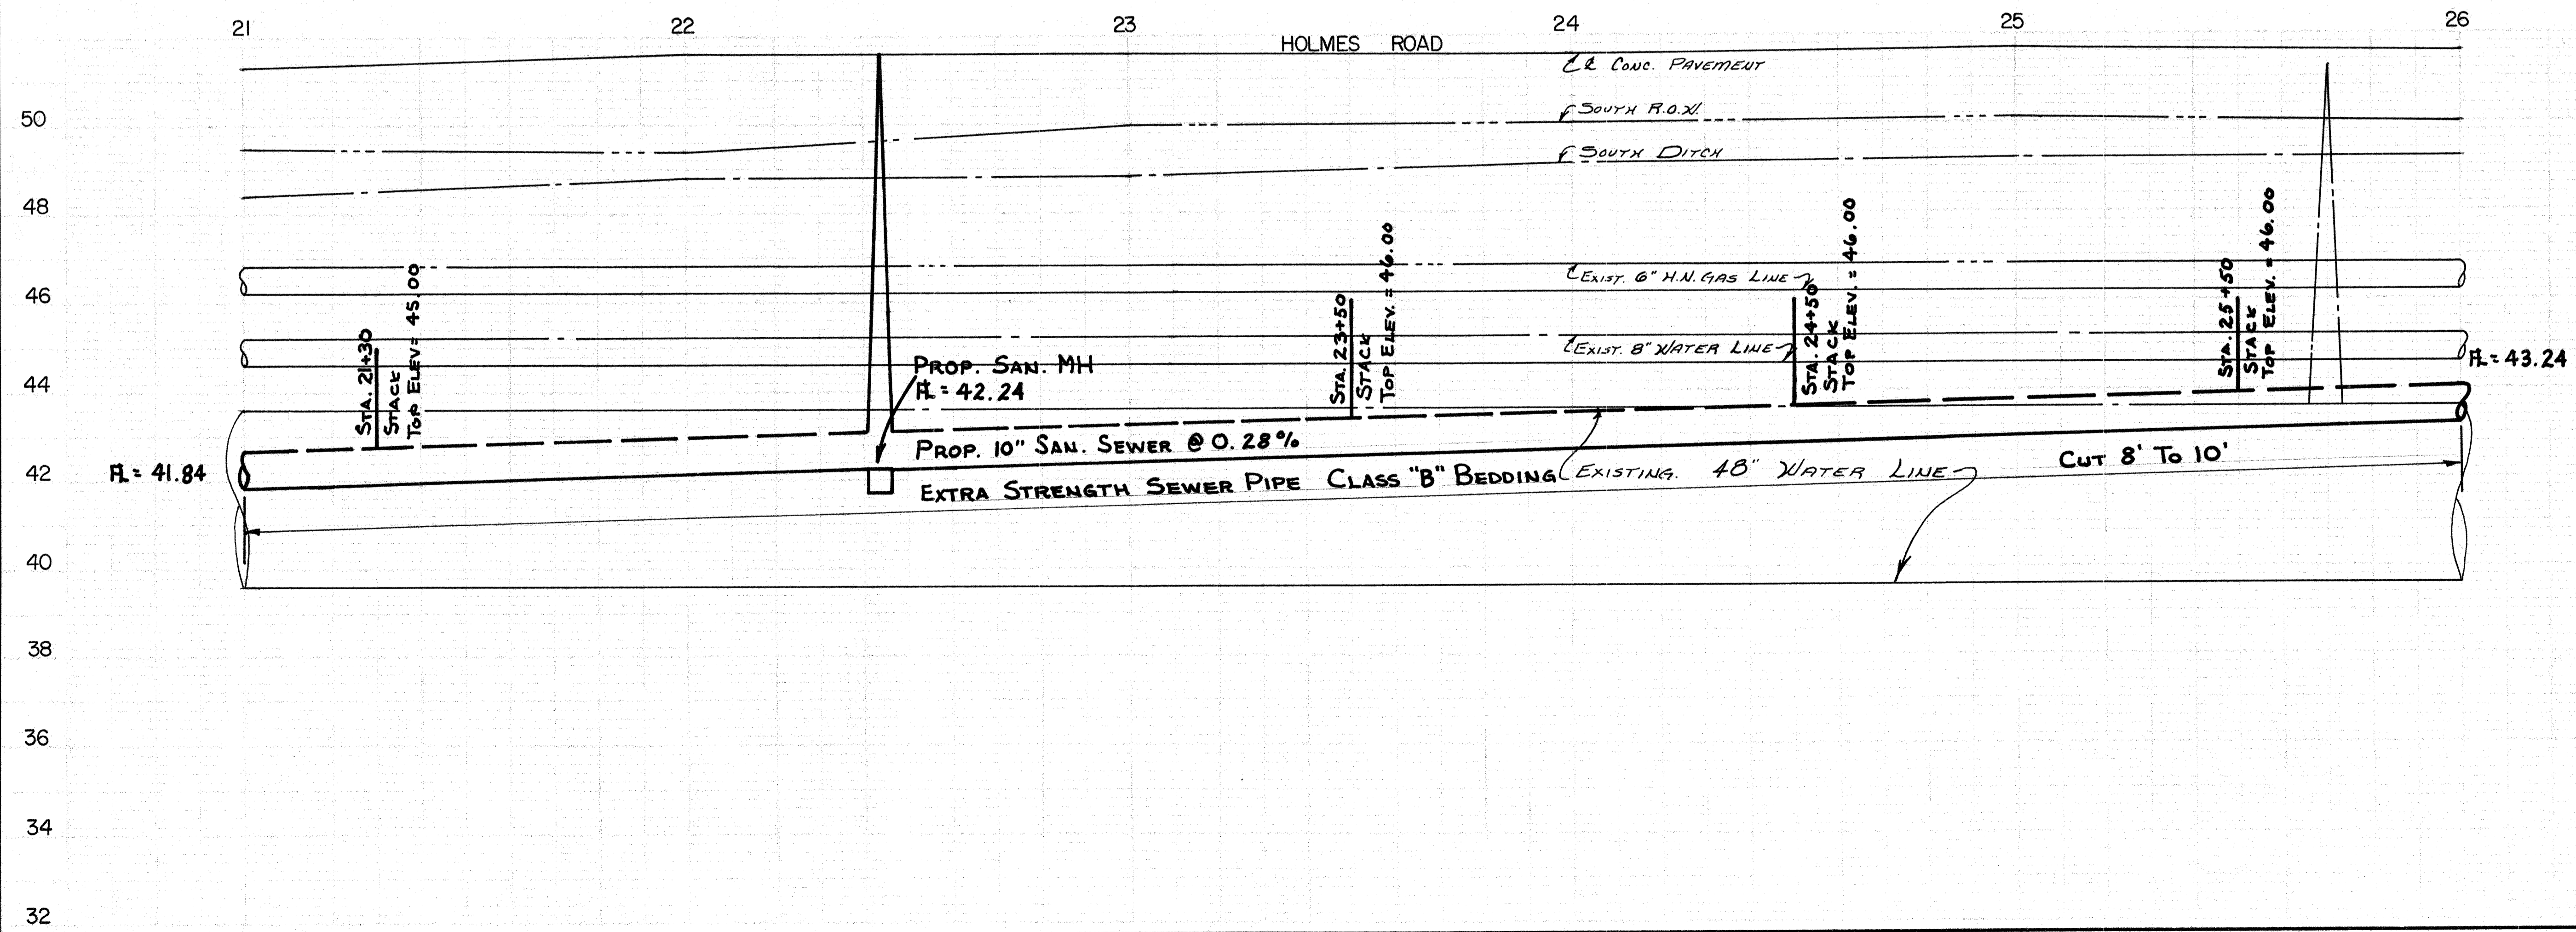 21 22 23 24 25 26
HOLMES ROAD
℄ CONC. PAVEMENT
50
SOUTH R.O.W.
SOUTH DITCH
48
46
EXIST. 6" H.N. GAS LINE
STA. 21+30
STACK
TOP ELEV = 45.00
STA. 23+50
STACK
TOP ELEV. = 46.00
STA. 24+50
STACK
TOP ELEV. = 46.00
STA. 25+50
STACK
TOP ELEV. = 46.00
EXIST. 8" WATER LINE
44
PROP. SAN. MH
FL = 42.24
FL = 43.24
PROP. 10" SAN. SEWER @ 0.28%
42
FL = 41.84
EXTRA STRENGTH SEWER PIPE CLASS "B" BEDDING
EXISTING. 48" WATER LINE
CUT 8' TO 10'
40
38
36
34
32